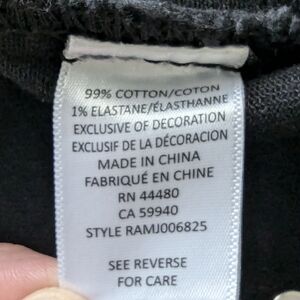 99% COTTON/COTON
1% ELASTANE/ÉLASTHANNE
EXCLUSIVE OF DECORATION
EXCLUSIF DE LA DÉCORACION
MADE IN CHINA
FABRIQUÉ EN CHINE
RN 44480
CA 59940
STYLE RAMJ006825
SEE REVERSE
FOR CARE